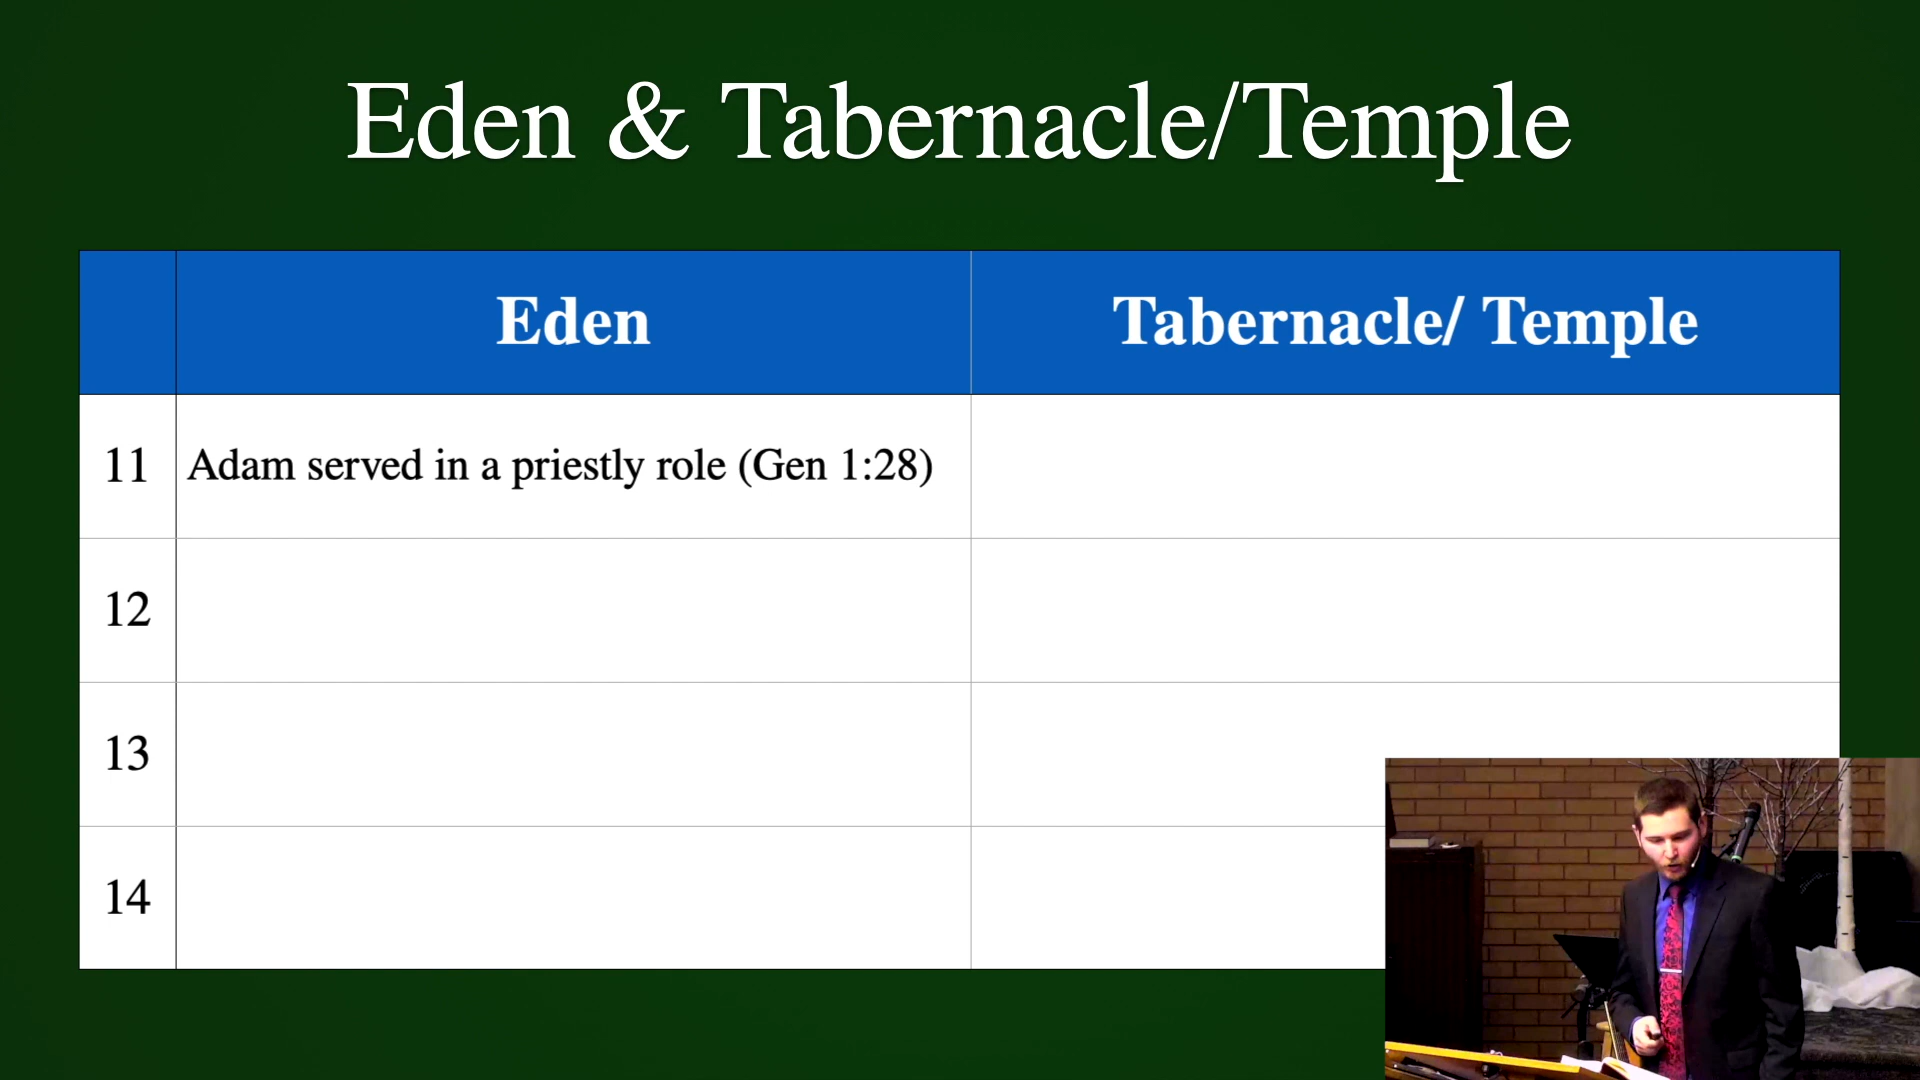 Eden & Tabernacle/Temple
Eden
Tabernacle/ Temple
11
Adam served in a priestly role (Gen 1:28)
12
13
14